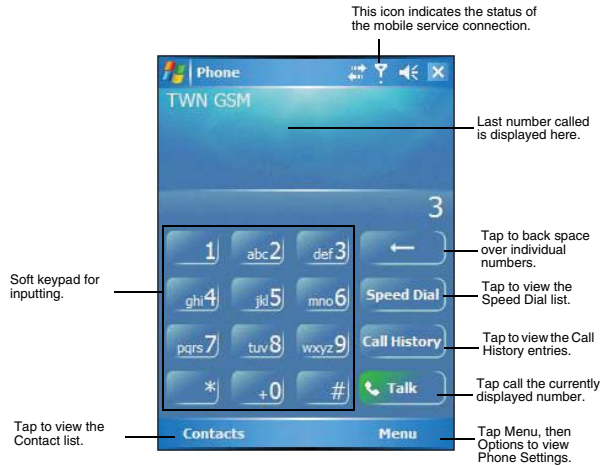 This icon indicates the status of
the mobile service connection.
Phone
TWN GSM
Last number called
is displayed here.
3
1
abc2
def3
←
Tap to back space
over individual
numbers.
Soft keypad for
inputting.
ghi4
jkl5
mno6
Speed Dial
Tap to view the
Speed Dial list.
pqrs7
tuv8
wxyz9
Call History
Tap to view the Call
History entries.
*
+0
#
Talk
Tap call the currently
displayed number.
Tap to view the
Contact list.
Contacts
Menu
Tap Menu, then
Options to view
Phone Settings.